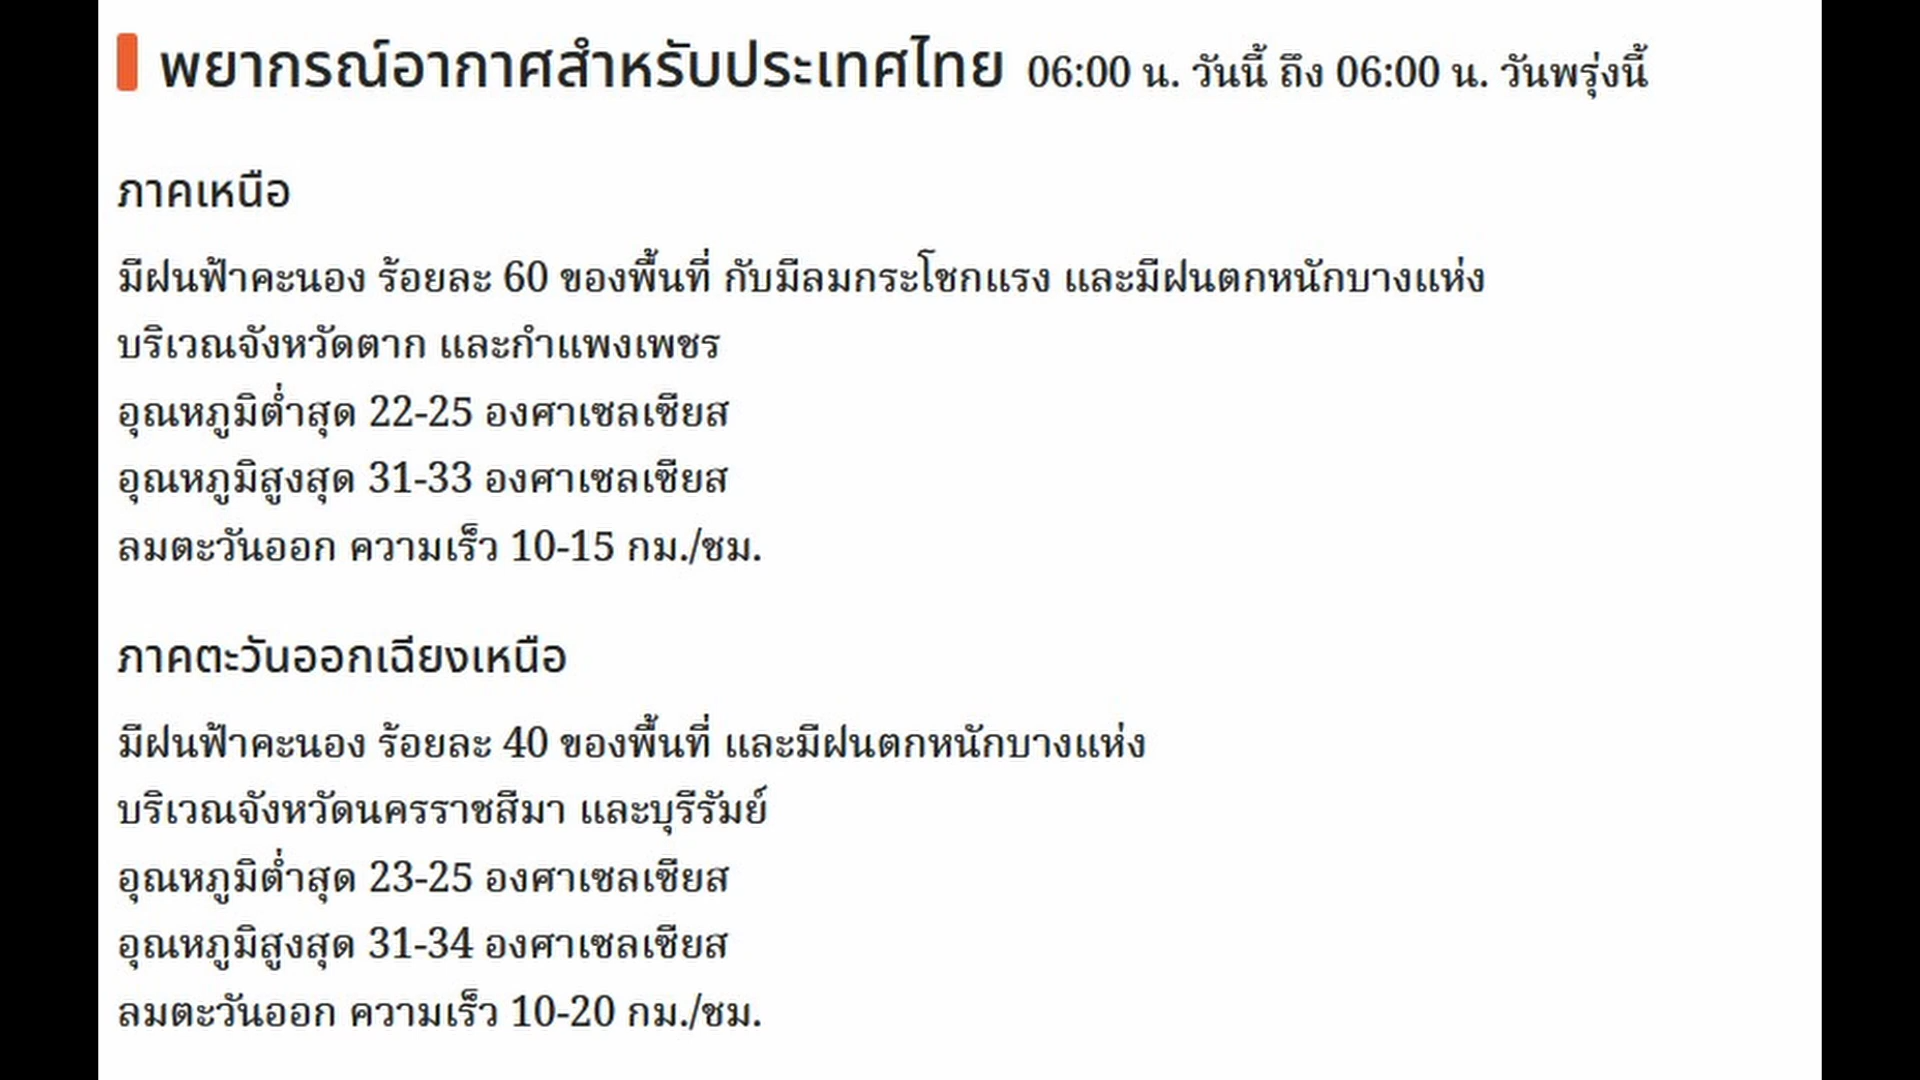 พยากรณ์อากาศสำหรับประเทศไทย 06:00 น. วันนี้ ถึง 06:00 น. วันพรุ่งนี้
ภาคเหนือ
มีฝนฟ้าคะนอง ร้อยละ 60 ของพื้นที่ กับมีลมกระโชกแรง และมีฝนตกหนักบางแห่ง
บริเวณจังหวัดตาก และกำแพงเพชร
อุณหภูมิต่ำสุด 22-25 องศาเซลเซียส
อุณหภูมิสูงสุด 31-33 องศาเซลเซียส
ลมตะวันออก ความเร็ว 10-15 กม./ชม.
ภาคตะวันออกเฉียงเหนือ
มีฝนฟ้าคะนอง ร้อยละ 40 ของพื้นที่ และมีฝนตกหนักบางแห่ง
บริเวณจังหวัดนครราชสีมา และบุรีรัมย์
อุณหภูมิต่ำสุด 23-25 องศาเซลเซียส
อุณหภูมิสูงสุด 31-34 องศาเซลเซียส
ลมตะวันออก ความเร็ว 10-20 กม./ชม.